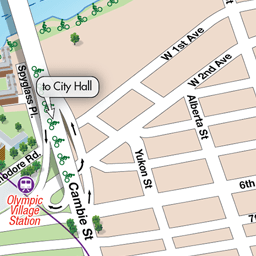 W 1st Ave
W 2nd Ave
Spyglass Pl.
to City Hall
Alberta St
Yukon St
Rd.
6th
Olympic
Village
Station
Cambie St